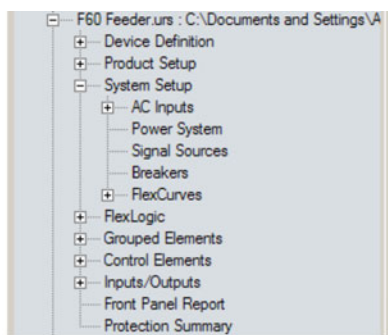 F60 Feeder.urs : C:\Documents and Settings\A
Device Definition
Product Setup
System Setup
AC Inputs
Power System
Signal Sources
Breakers
FlexCurves
FlexLogic
Grouped Elements
Control Elements
Inputs/Outputs
Front Panel Report
Protection Summary